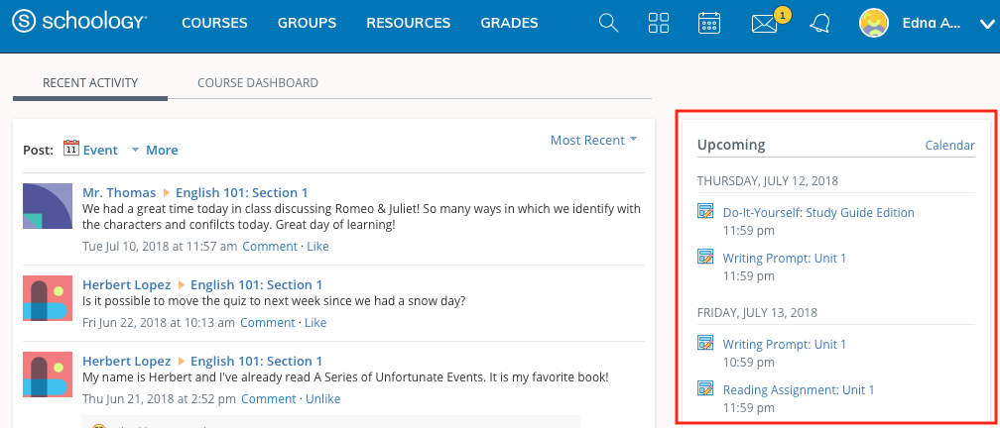 S schoology
COURSES GROUPS RESOURCES GRADES
1
Edna A...
RECENT ACTIVITY COURSE DASHBOARD
Post: 11 Event More
Most Recent
Mr. Thomas English 101: Section 1
We had a great time today in class discussing Romeo & Juliet! So many ways in which we identify with
the characters and confilcts today. Great day of learning!
Tue Jul 10, 2018 at 11:57 am Comment · Like
Herbert Lopez English 101: Section 1
Is it possible to move the quiz to next week since we had a snow day?
Fri Jun 22, 2018 at 10:13 am Comment · Like
Herbert Lopez English 101: Section 1
My name is Herbert and I've already read A Series of Unfortunate Events. It is my favorite book!
Thu Jun 21, 2018 at 2:52 pm Comment · Unlike
Upcoming Calendar
THURSDAY, JULY 12, 2018
Do-It-Yourself: Study Guide Edition
11:59 pm
Writing Prompt: Unit 1
11:59 pm
FRIDAY, JULY 13, 2018
Writing Prompt: Unit 1
10:59 pm
Reading Assignment: Unit 1
11:59 pm